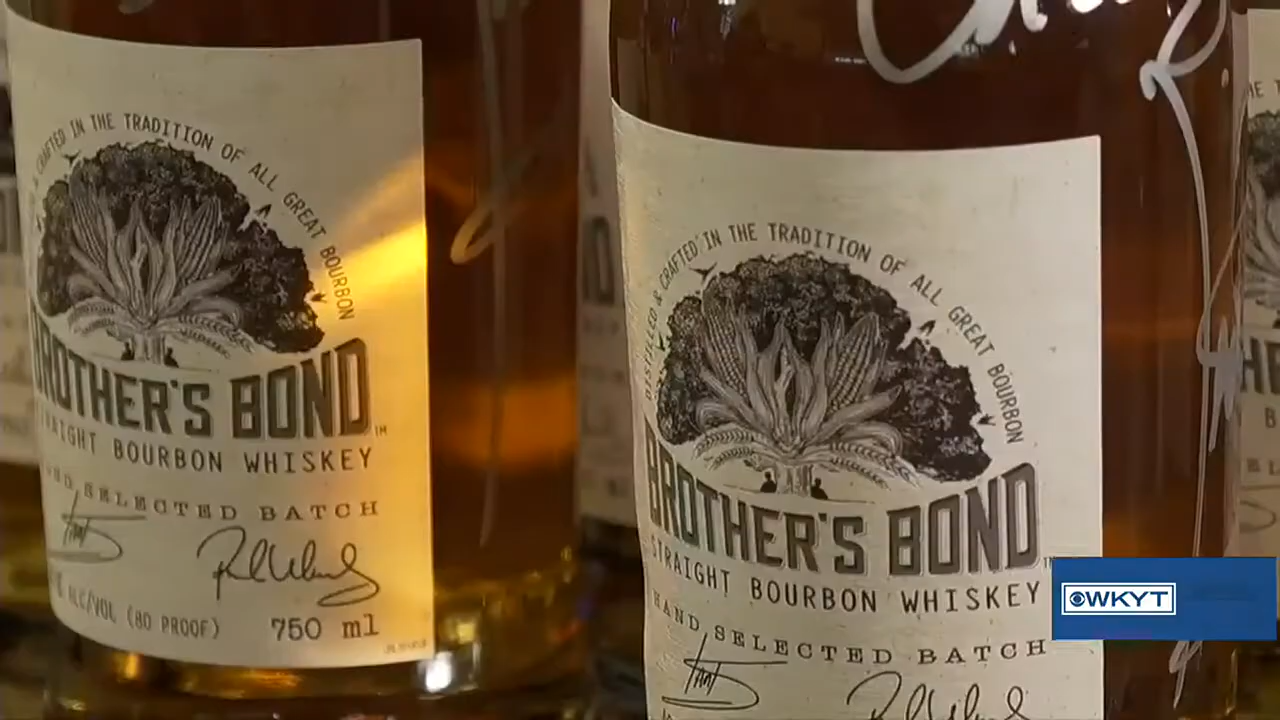 & CRAFTED IN THE TRADITION OF ALL GREAT BOURBON
BROTHER'S BOND
STRAIGHT BOURBON WHISKEY
SELECTED BATCH
ALC/VOL (80 PROOF) 750 ml
DISTILLED & CRAFTED IN THE TRADITION OF ALL GREAT BOURBON
BROTHER'S BOND
STRAIGHT BOURBON WHISKEY
HAND SELECTED BATCH
WKYT